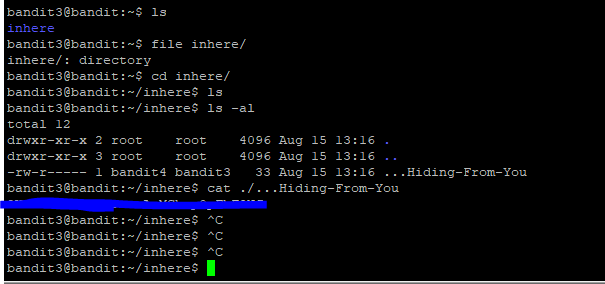 bandit3@bandit:~$ ls
inhere
bandit3@bandit:~$ file inhere/
inhere/: directory
bandit3@bandit:~$ cd inhere/
bandit3@bandit:~/inhere$ ls
bandit3@bandit:~/inhere$ ls -al
total 12
drwxr-xr-x 2 root    root    4096 Aug 15 13:16 .
drwxr-xr-x 3 root    root    4096 Aug 15 13:16 ..
-rw-r----- 1 bandit4 bandit3   33 Aug 15 13:16 ...Hiding-From-You
bandit3@bandit:~/inhere$ cat ./...Hiding-From-You
bandit3@bandit:~/inhere$ ^C
bandit3@bandit:~/inhere$ ^C
bandit3@bandit:~/inhere$ ^C
bandit3@bandit:~/inhere$